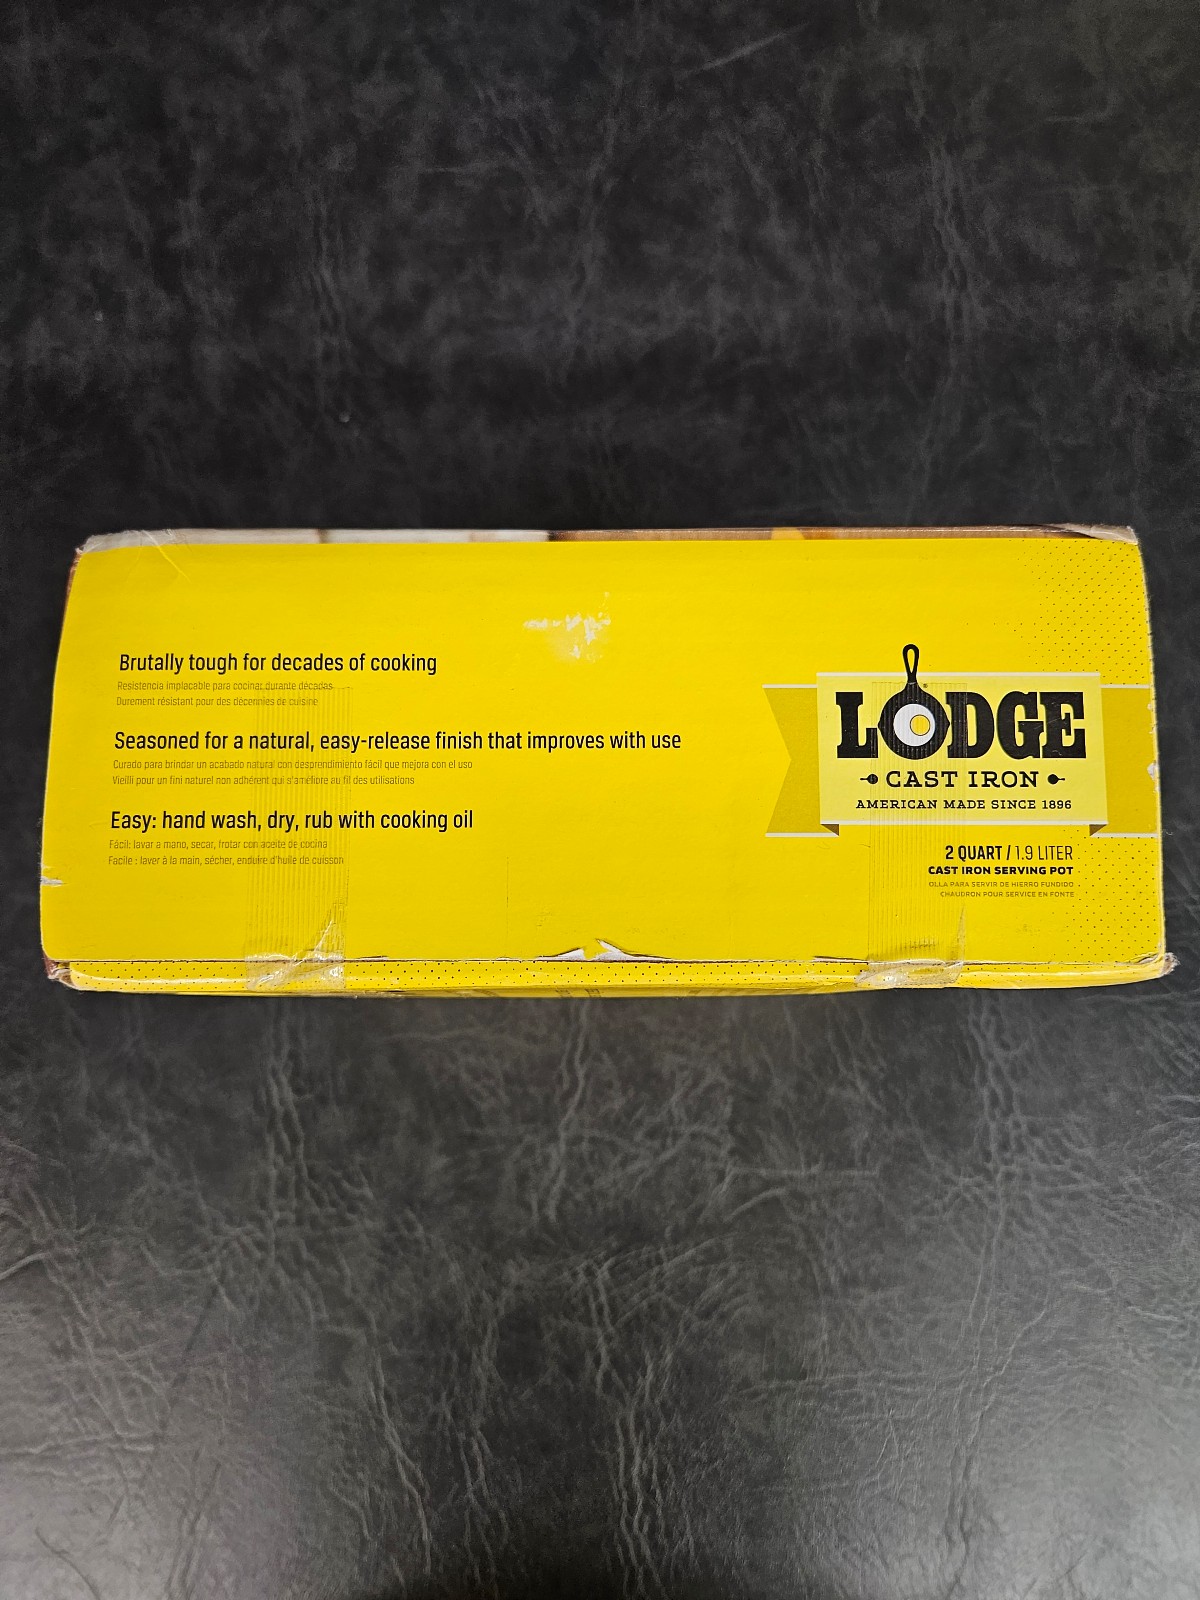 Brutally tough for decades of cooking
Resistencia implacable para cocinar durante décadas
Durement résistant pour des décennies de cuisine
Seasoned for a natural, easy-release finish that improves with use
Curado para brindar un acabado natural con desprendimiento fácil que mejora con el uso
Vieilli pour un fini naturel non adhérent qui s'améliore au fil des utilisations
Easy: hand wash, dry, rub with cooking oil
Fácil: lavar a mano, secar, frotar con aceite de cocina
Facile : laver à la main, sécher, enduire d'huile de cuisson
LODGE
CAST IRON
AMERICAN MADE SINCE 1896
2 QUART / 1.9 LITER
CAST IRON SERVING POT
OLLA PARA SERVIR DE HIERRO FUNDIDO
CHAUDRON POUR SERVICE EN FONTE